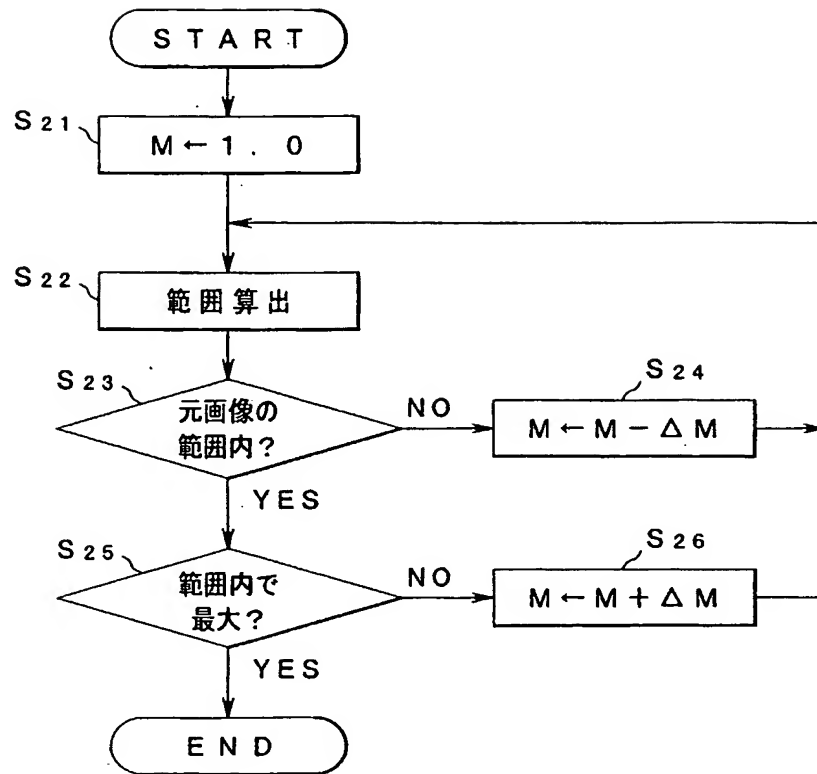 START
S21
M←1.0
S22
範囲算出
S23
元画像の
範囲内?
NO
S24
M←M-ΔM
YES
S25
範囲内で
最大?
NO
S26
M←M+ΔM
YES
END